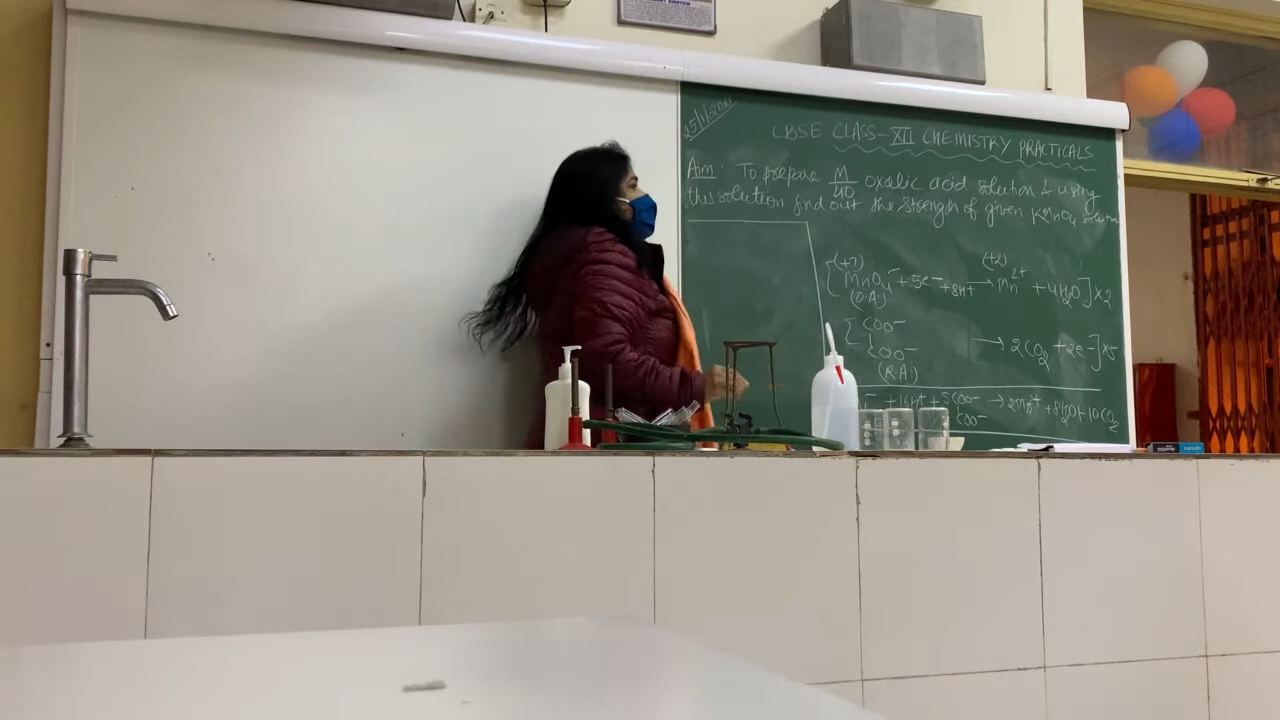 25/1/2021
CBSE CLASS-XII CHEMISTRY PRACTICALS
Aim: To prepare M/40 oxalic acid solution & using
this solution find out the strength of given KMnO4 solution
(+7) (+2)
[MnO4⁻ + 5e⁻ + 8H⁺ → Mn²⁺ + 4H2O] x 2
(O.A)
[COO⁻
COO⁻ → 2CO2 + 2e⁻] x 5
(R.A)
⁻ + 16H⁺ + 5 COO⁻ → 2Mn²⁺ + 8H2O + 10CO2
COO⁻